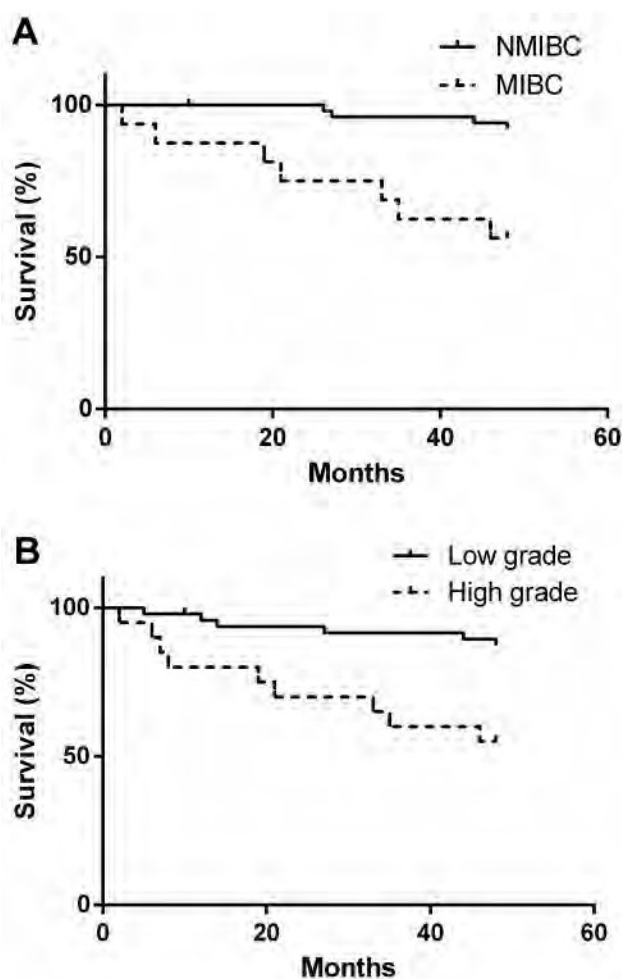 A
NMIBC
MIBC
Survival (%)
100
50
0
0 20 40 60
Months
B
Low grade
High grade
Survival (%)
100
50
0
0 20 40 60
Months